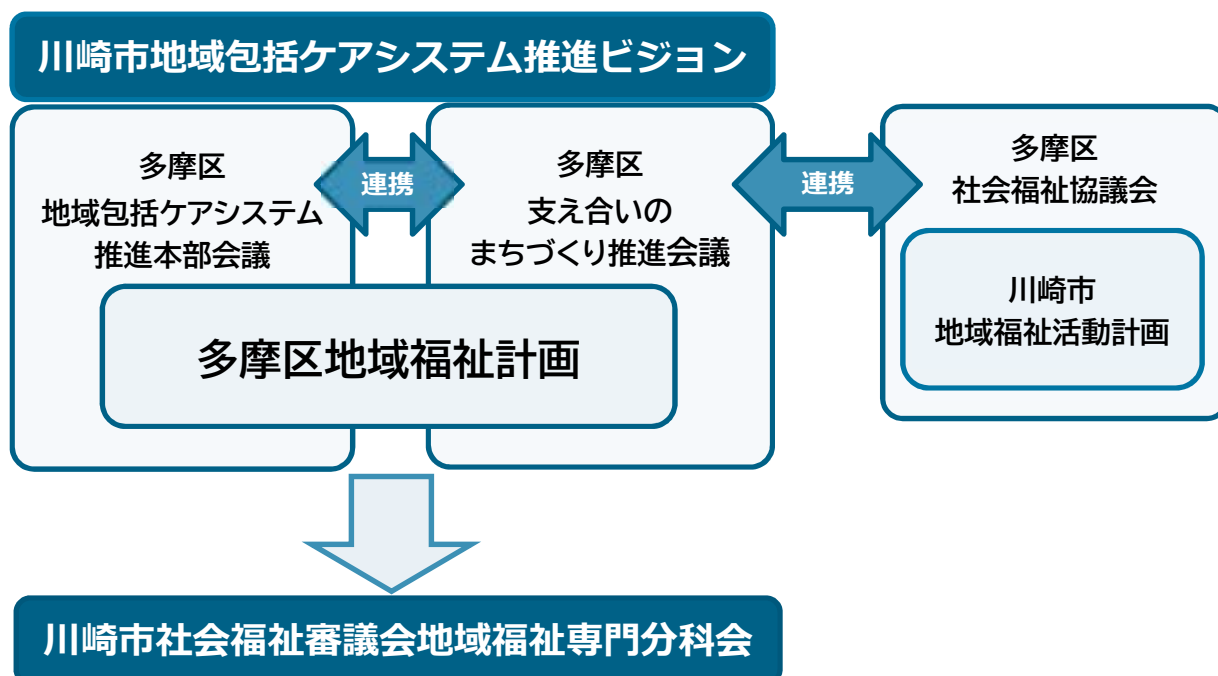 川崎市地域包括ケアシステム推進ビジョン
多摩区
地域包括ケアシステム
推進本部会議
連携
多摩区
支え合いの
まちづくり推進会議
連携
多摩区
社会福祉協議会
川崎市
地域福祉活動計画
多摩区地域福祉計画
川崎市社会福祉審議会地域福祉専門分科会